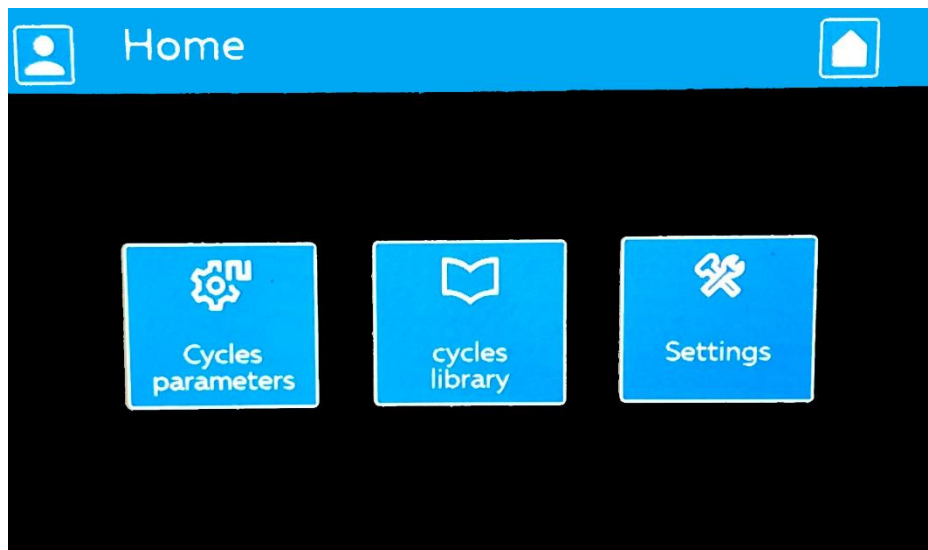 Home
Cycles
parameters
cycles
library
Settings